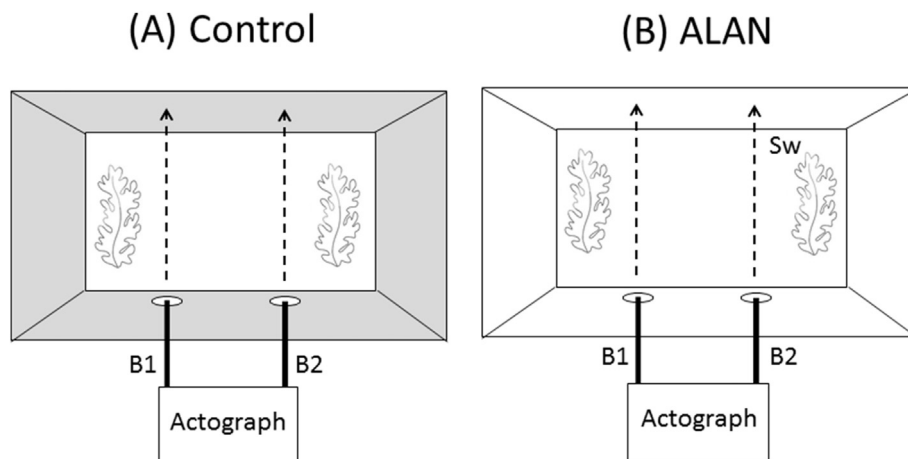 (A) Control
(B) ALAN
Sw
B1
B2
Actograph
B1
B2
Actograph